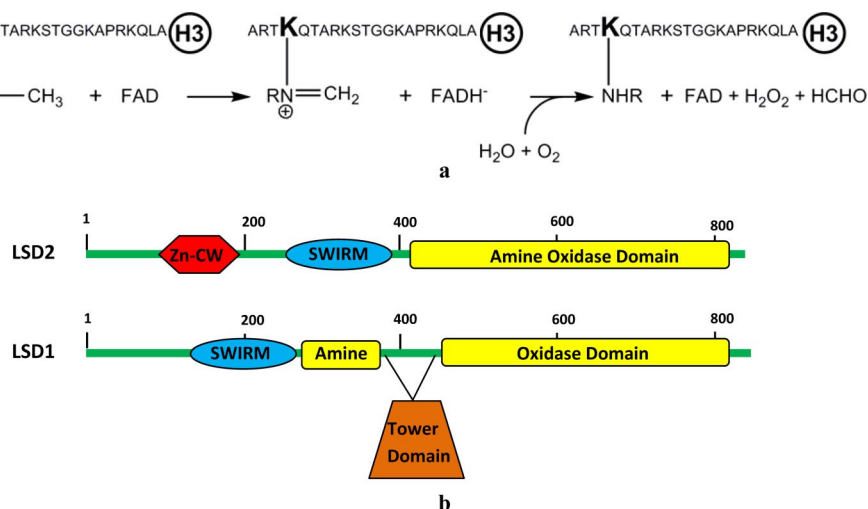 TARKSTGGKAPRKQLA H3 ARTKQTARKSTGGKAPRKQLA H3 ARTKQTARKSTGGKAPRKQLA H3
—CH₃ + FAD RN=CH₂ + FADH⁻ NHR + FAD + H₂O₂ + HCHO
⊕
H₂O + O₂
a
1 200 400 600 800
LSD2 Zn-CW SWIRM Amine Oxidase Domain
1 200 400 600 800
LSD1 SWIRM Amine Oxidase Domain
Tower
Domain
b